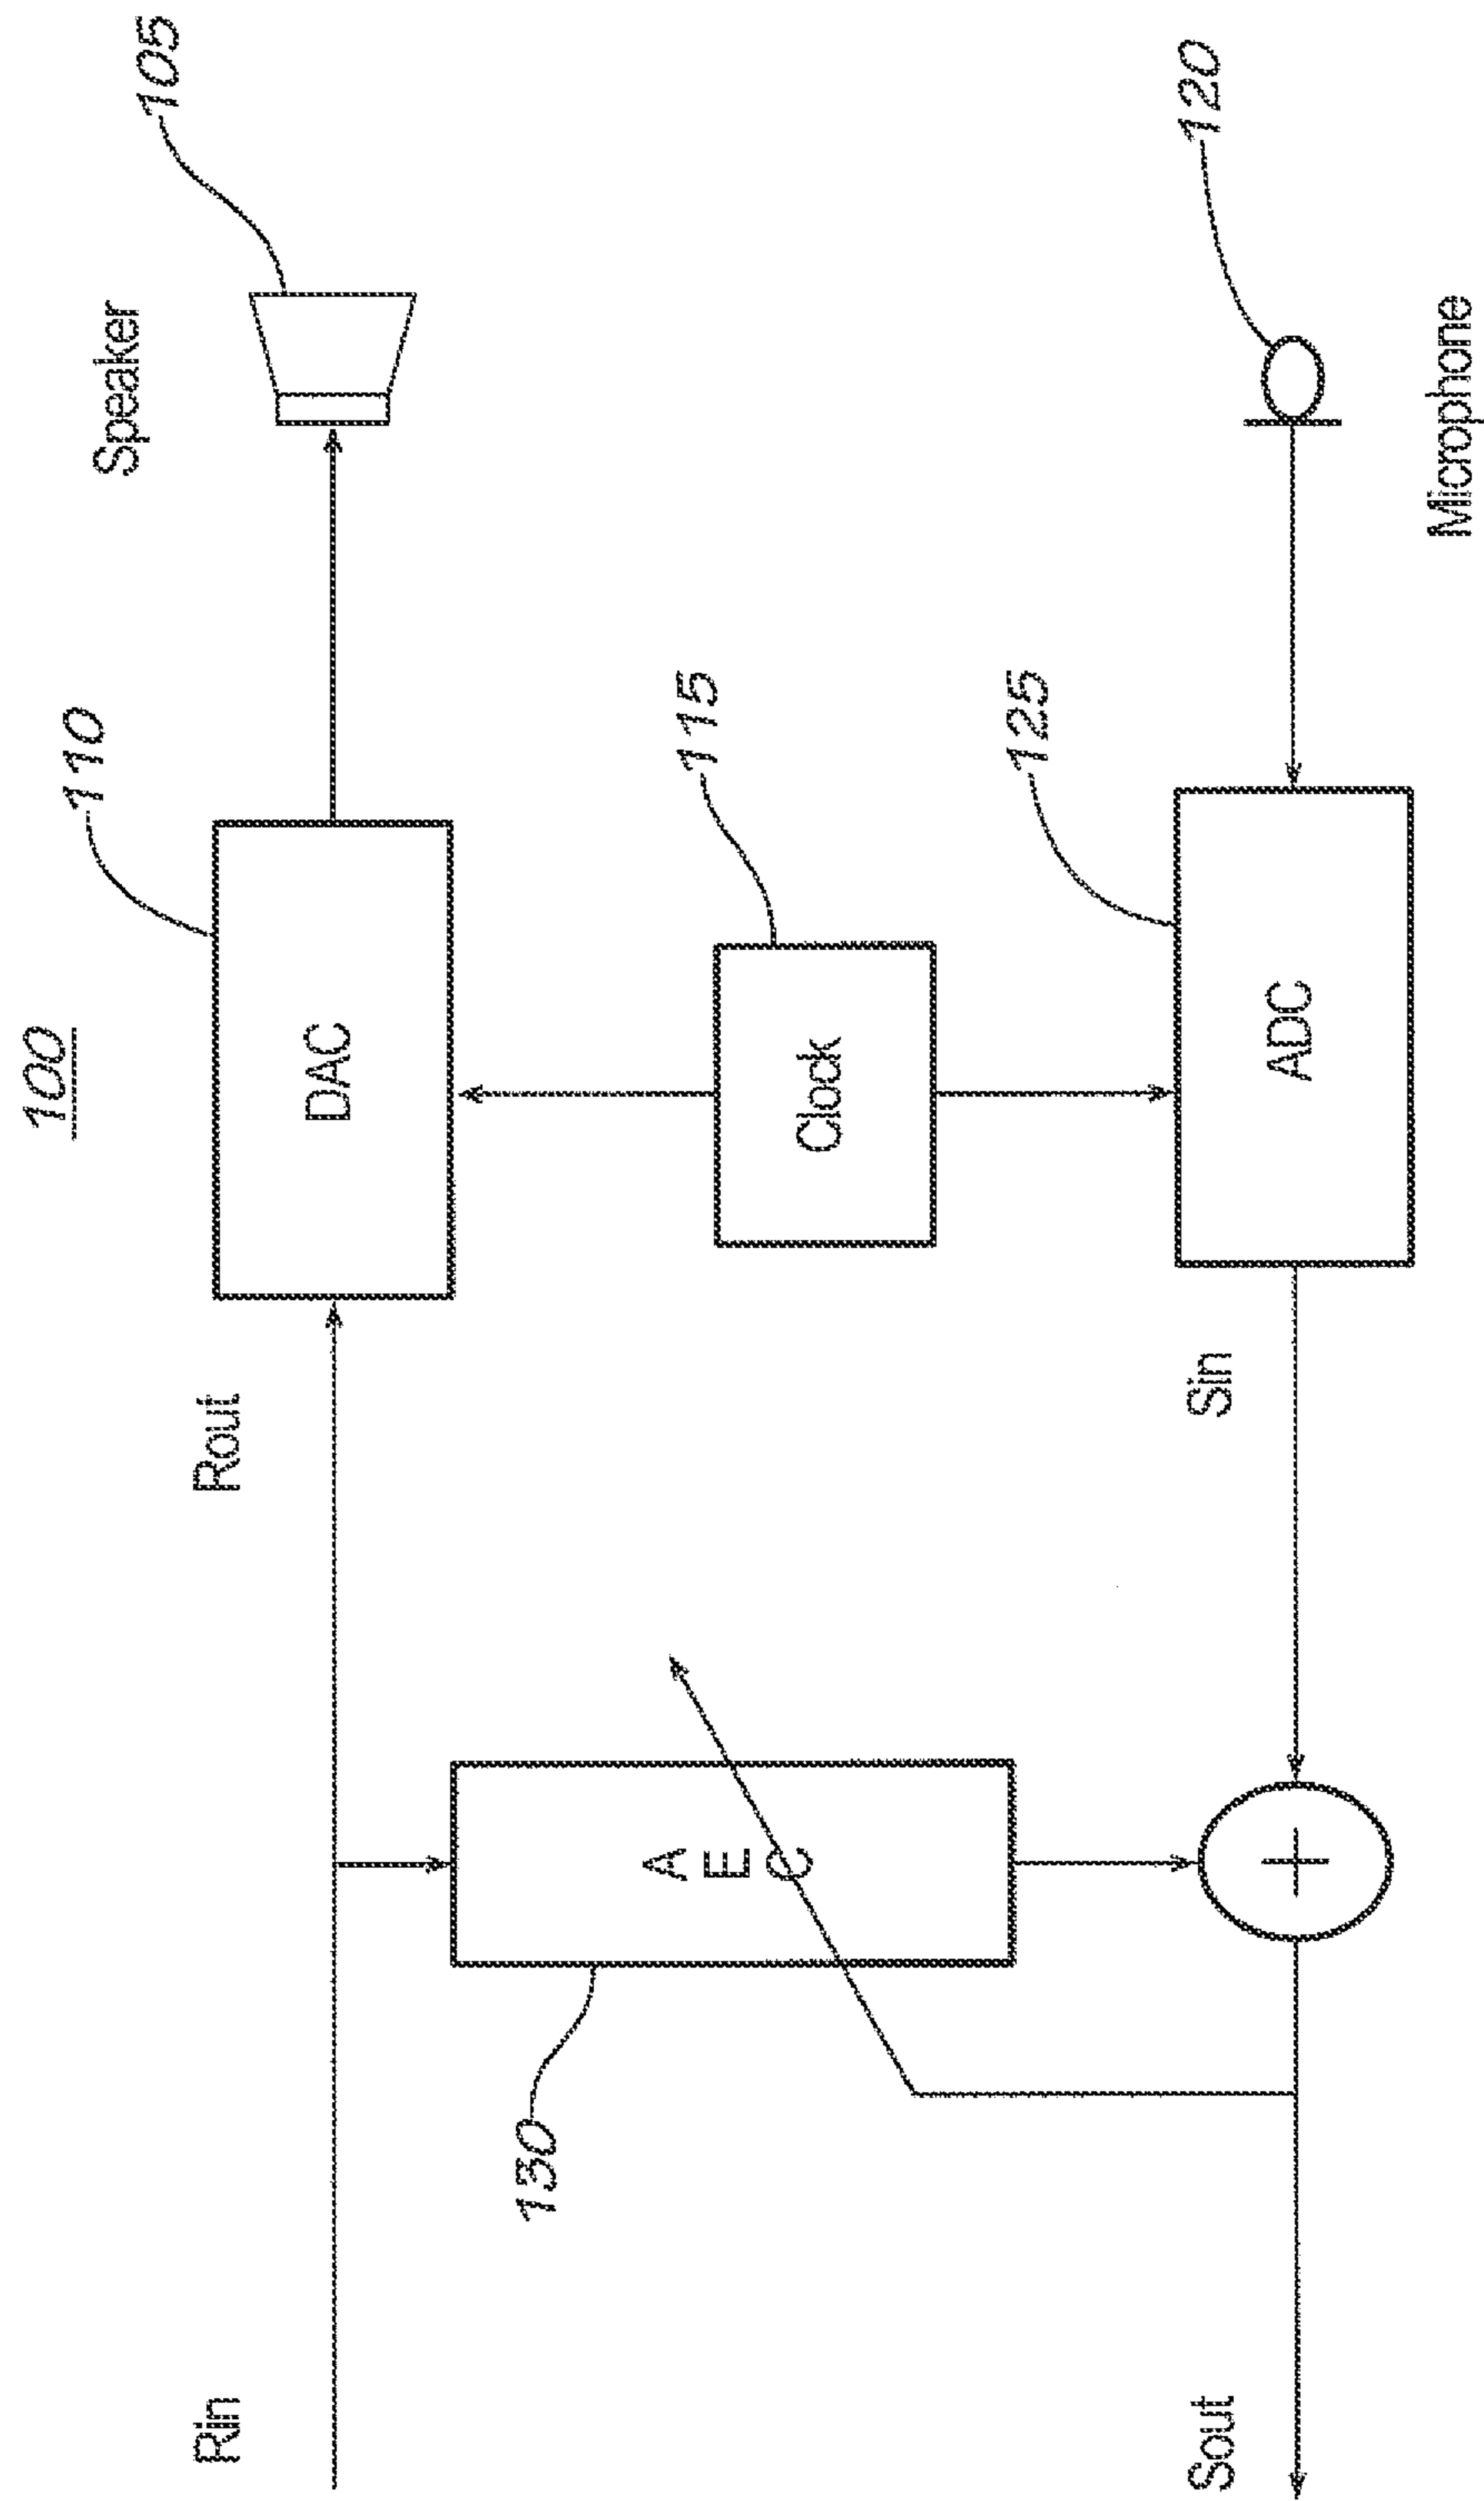 100
Rin
Rout
110
DAC
Speaker
105
130
A
E
C
115
Clock
125
Sout
Sin
ADC
120
Microphone